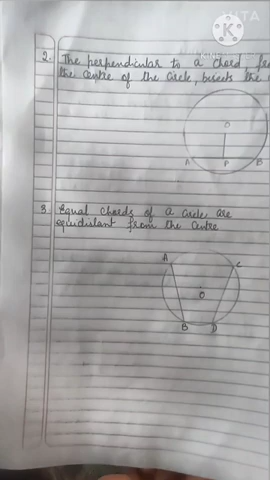 2. The perpendicular to a chord
the centre of the circle, bisects the
O
A P B
3. Equal chords of a circle are
equidistant from the centre
A C
O
B D